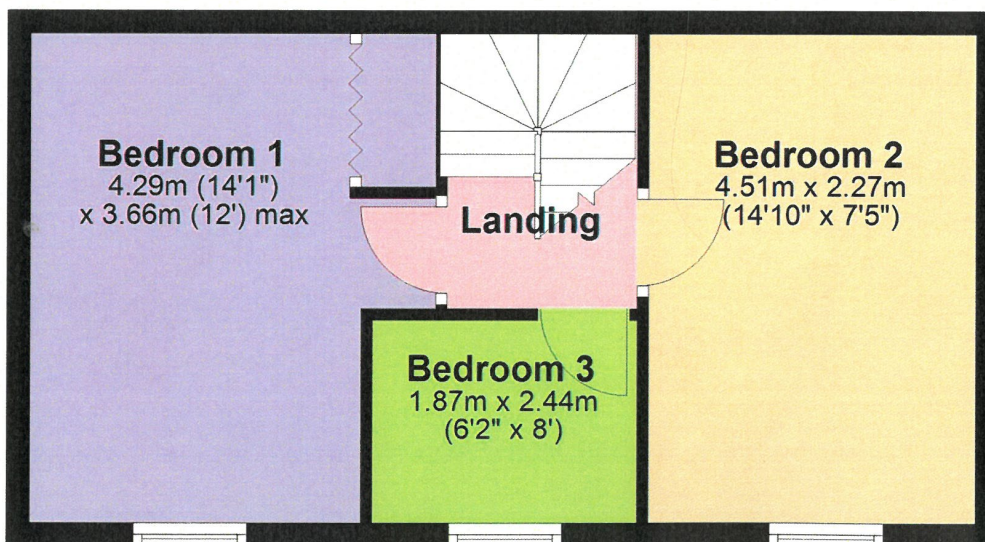 Bedroom 1
4.29m (14'1")
x 3.66m (12') max
Landing
Bedroom 2
4.51m x 2.27m
(14'10" x 7'5")
Bedroom 3
1.87m x 2.44m
(6'2" x 8')